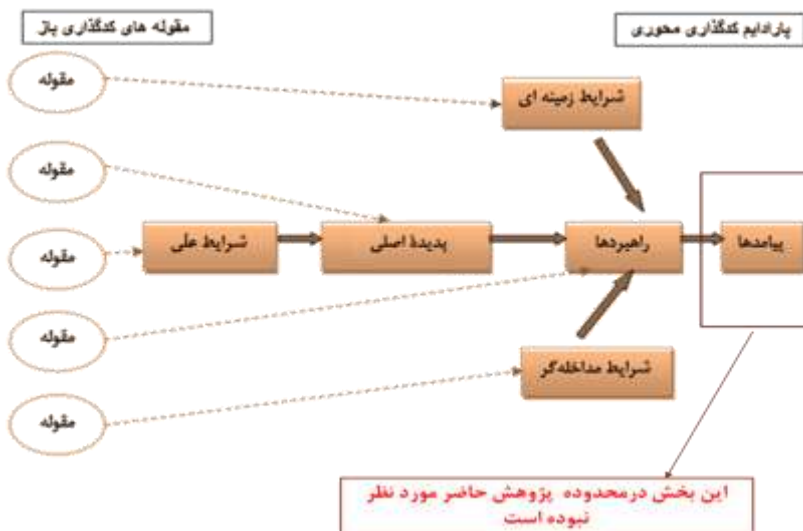 پارادایم کدگذاری محوری
مقوله های کدگذاری باز
مقوله
شرایط زمینه ای
مقوله
مقوله
شرایط علی
پدیدۀ اصلی
راهبردها
پیامدها
مقوله
شرایط مداخله‌گر
مقوله
این بخش درمحدوده پژوهش حاضر مورد نظر
نبوده است